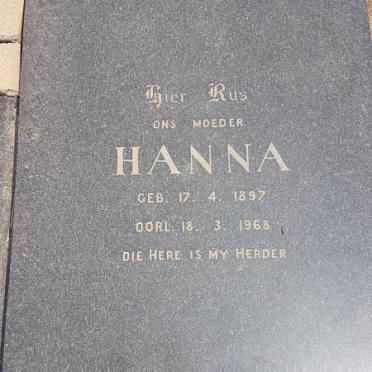 Hier Rus
ONS MOEDER
HANNA
GEB. 17. 4. 1897
OORL. 18. 3. 1968
DIE HERE IS MY HERDER